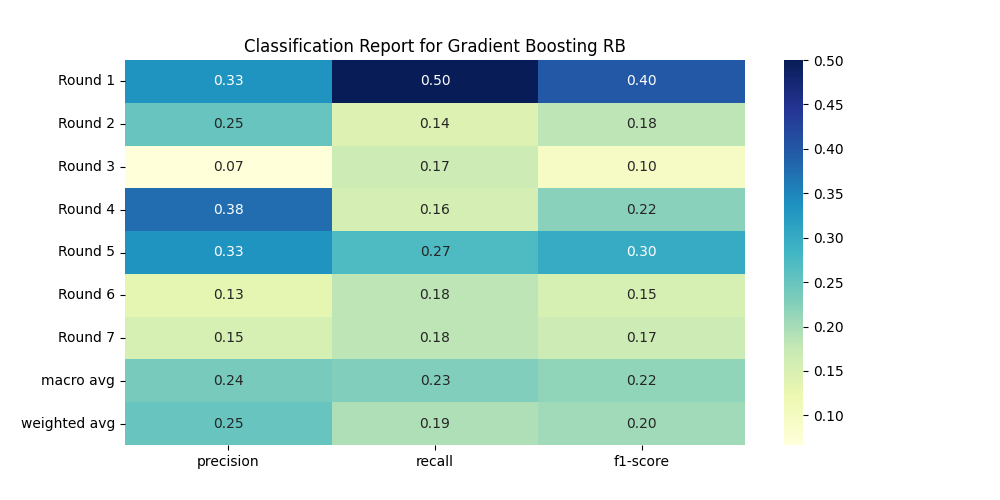 Classification Report for Gradient Boosting RB
Round 1 0.33 0.50 0.40
Round 2 0.25 0.14 0.18
Round 3 0.07 0.17 0.10
Round 4 0.38 0.16 0.22
Round 5 0.33 0.27 0.30
Round 6 0.13 0.18 0.15
Round 7 0.15 0.18 0.17
macro avg 0.24 0.23 0.22
weighted avg 0.25 0.19 0.20
precision recall f1-score
0.50
0.45
0.40
0.35
0.30
0.25
0.20
0.15
0.10